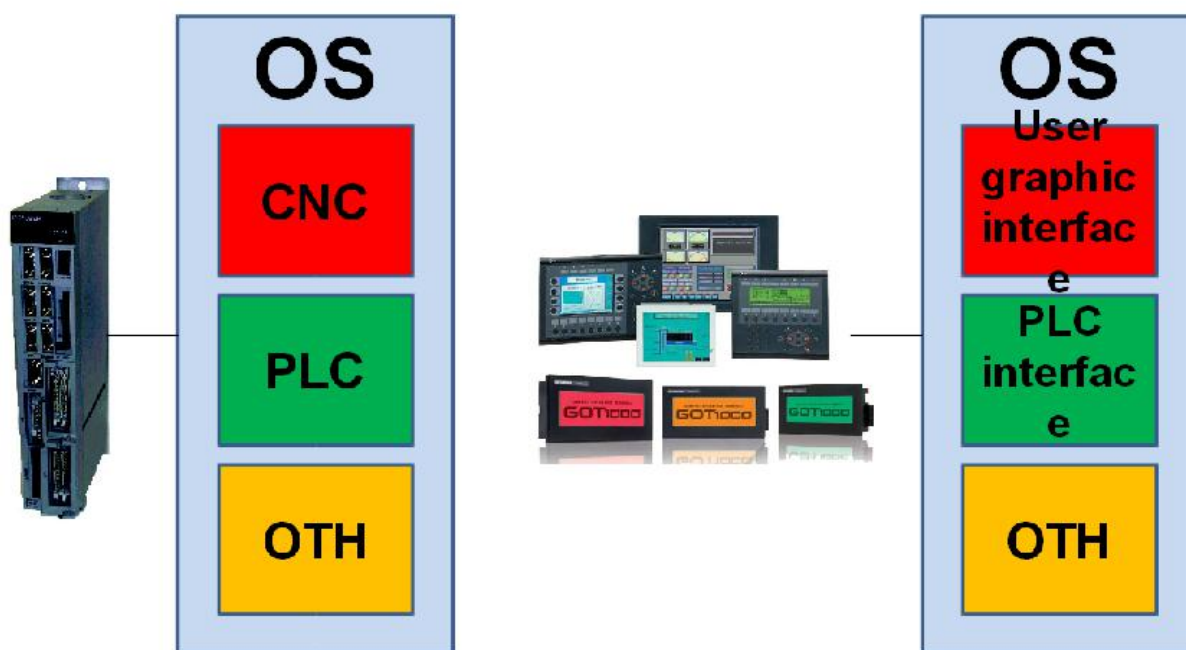 OS
CNC
PLC
OTH
GOT1000
GOT1000
GOT1000
OS
User
graphic
interfac
e
PLC
interfac
e
OTH